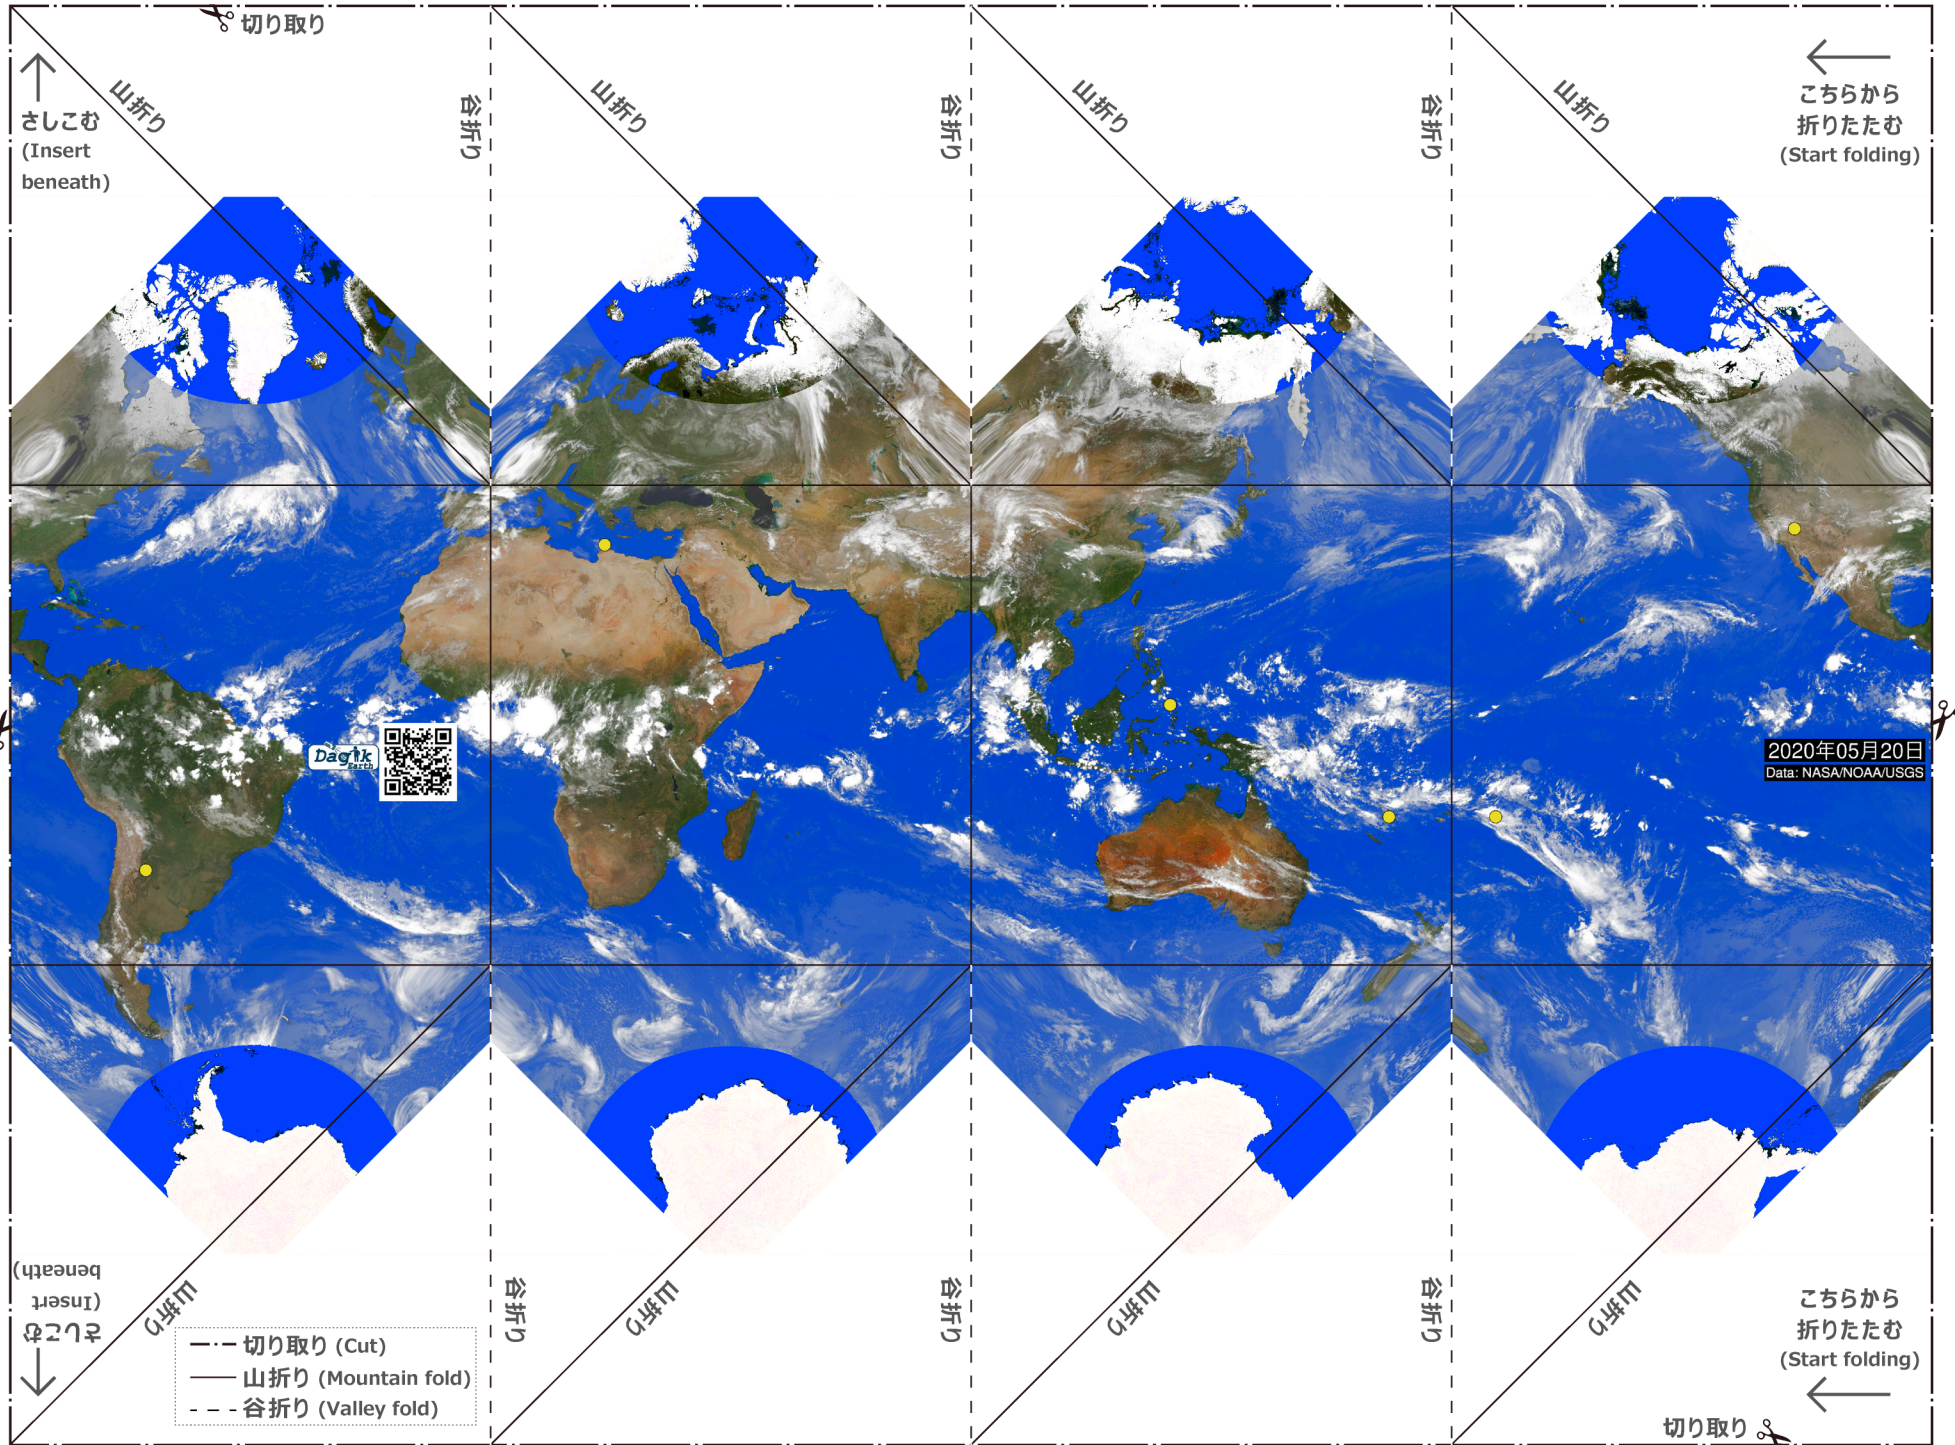 切り取り
さしこむ
(Insert
beneath)
山折り
谷折り
山折り
谷折り
山折り
谷折り
山折り
こちらから
折りたたむ
(Start folding)
Dagik
Earth
2020年05月20日
Data: NASA/NOAA/USGS
さしこむ
(Insert
beneath)
山折り
谷折り
山折り
谷折り
山折り
谷折り
山折り
こちらから
折りたたむ
(Start folding)
切り取り (Cut)
山折り (Mountain fold)
谷折り (Valley fold)
切り取り